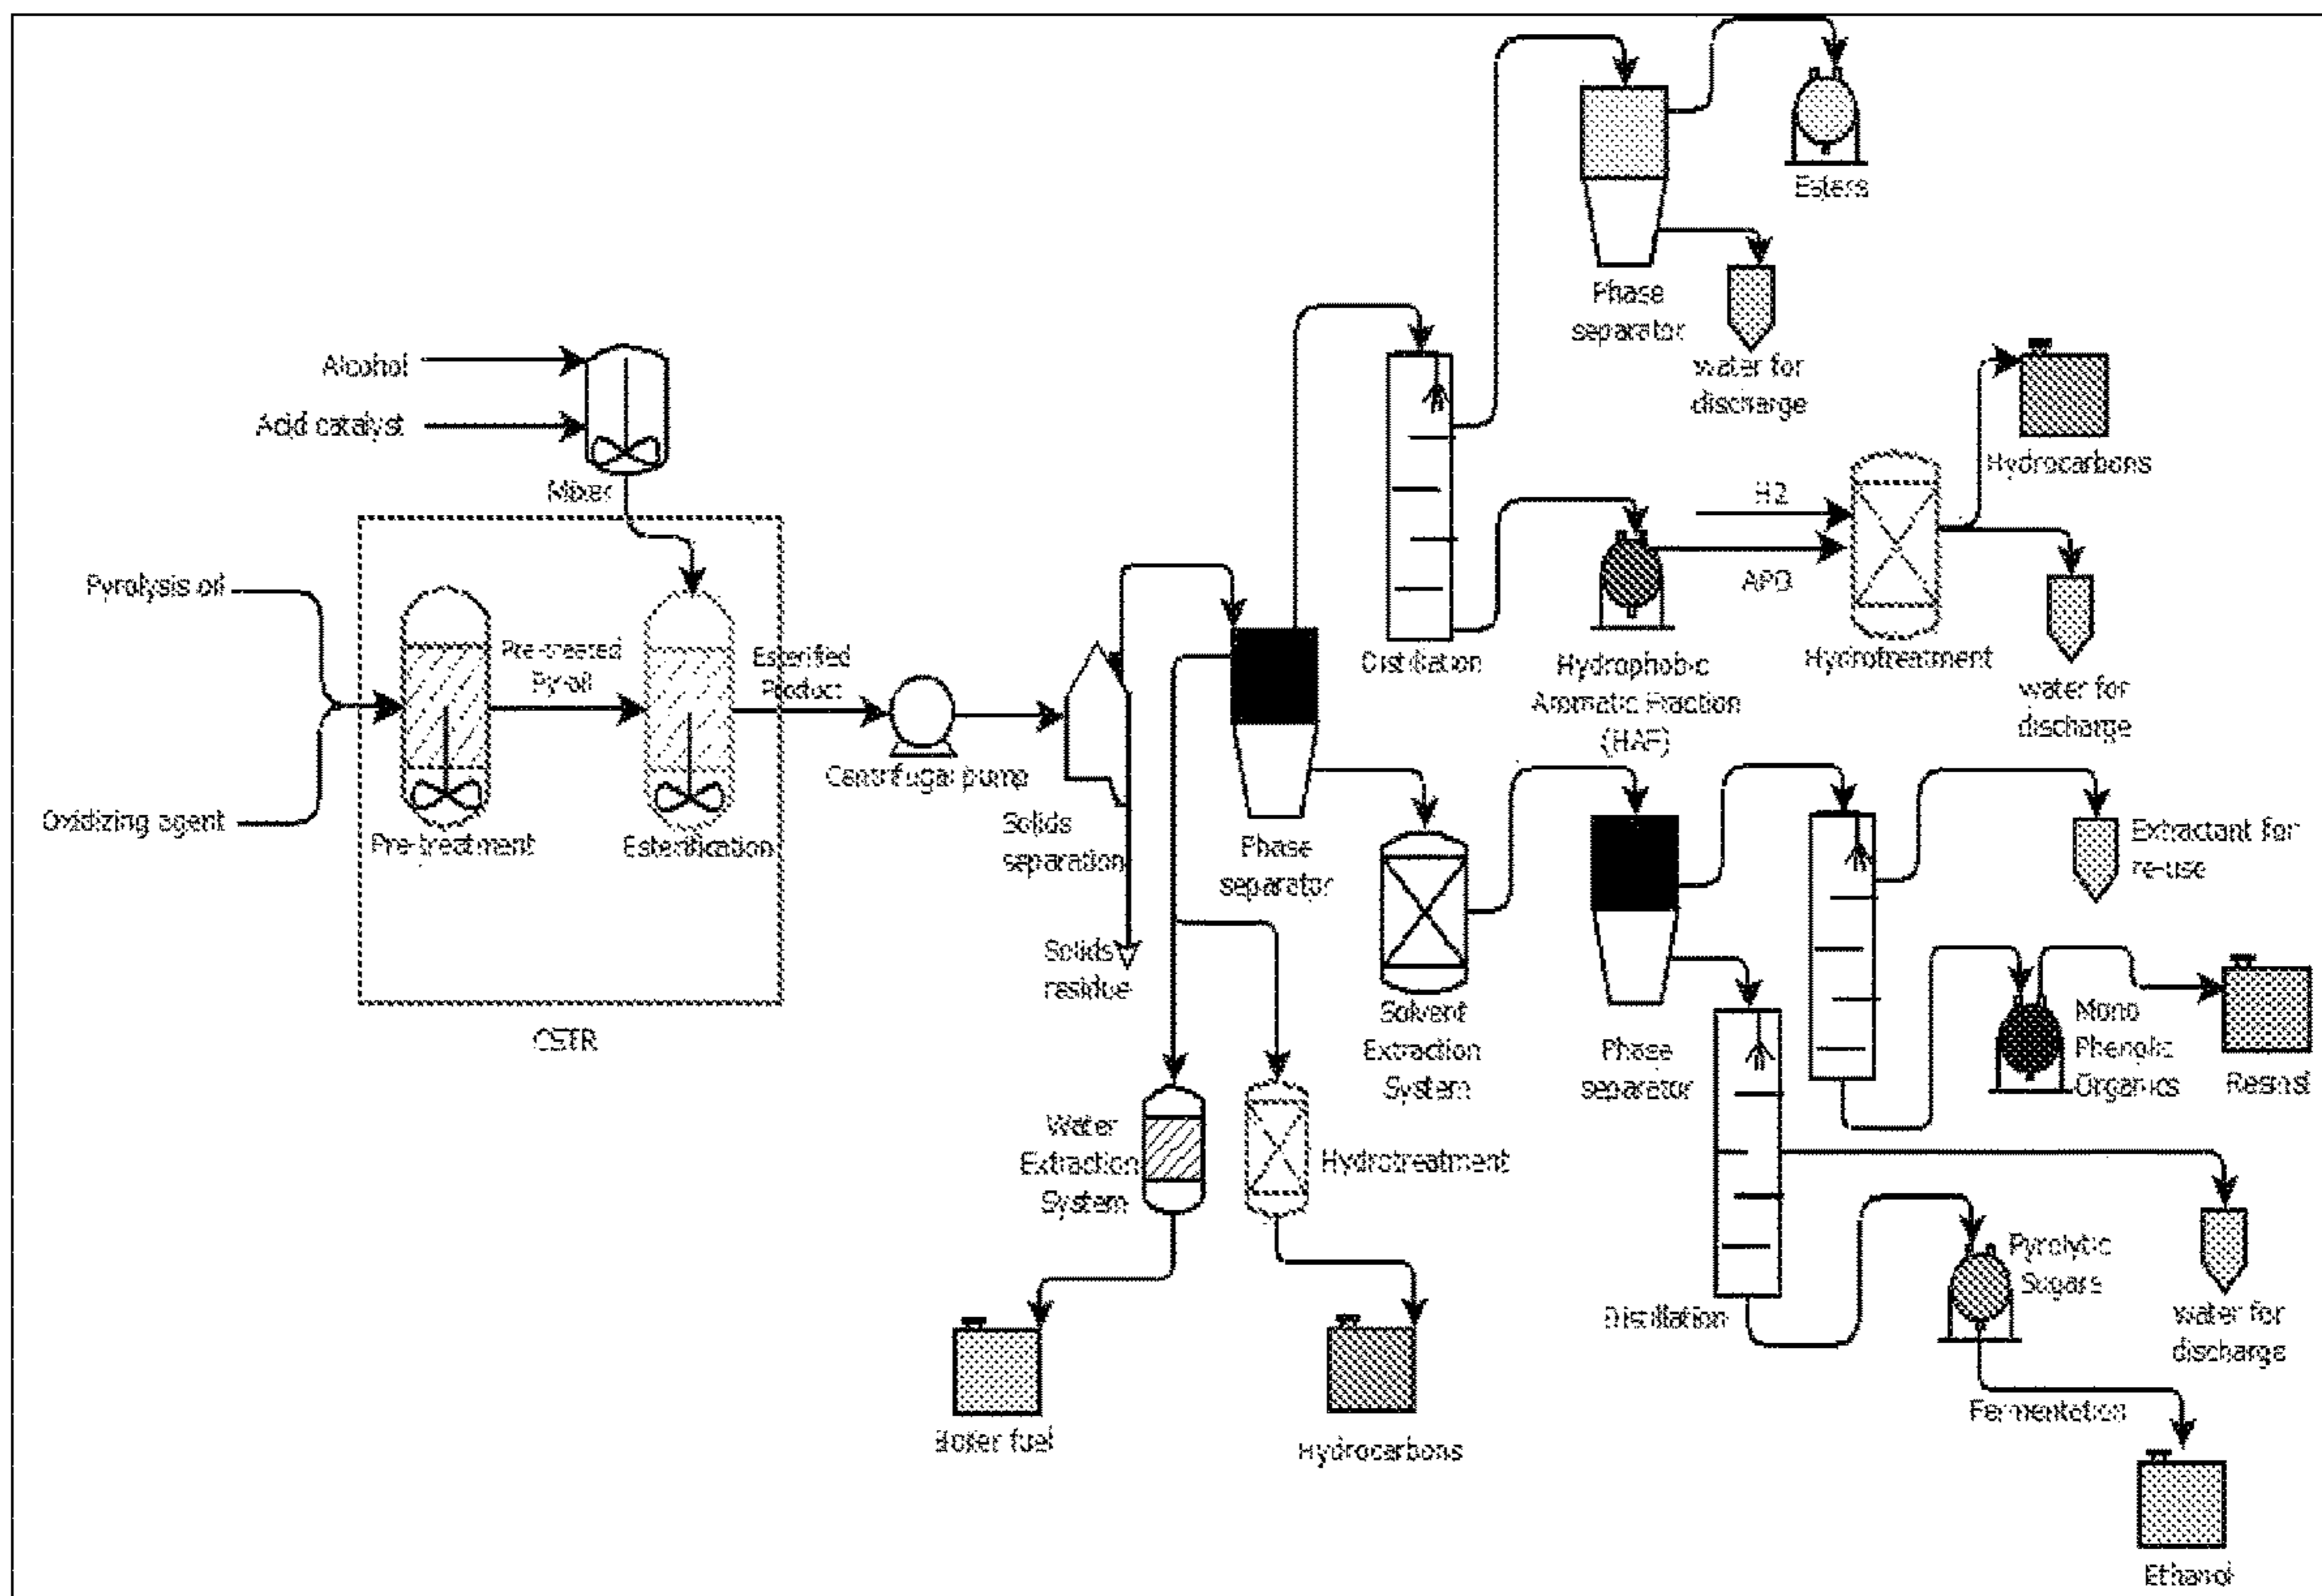 Esters
Phase
separator
water for
discharge
Alcohol
Acid catalyst
Mixer
Hydrocarbons
H2
APO
Pyrolysis oil
Pre-treated
Py-oil
Esterified
Product
Distillation
Hydrophobic
Aromatic Fraction
(HAF)
Hydrotreatment
water for
discharge
Centrifugal pump
Oxidizing agent
Pre-treatment
Esterification
Solids
separation
Phase
separator
Extractant for
re-use
Solids
residue
CSTR
Solvent
Extraction
System
Phase
separator
Mono
Phenolic
Organics
Water
Extraction
System
Hydrotreatment
Pyrolytic
Sugars
Distillation
water for
discharge
Fermentation
Boiler fuel
Hydrocarbons
Ethanol